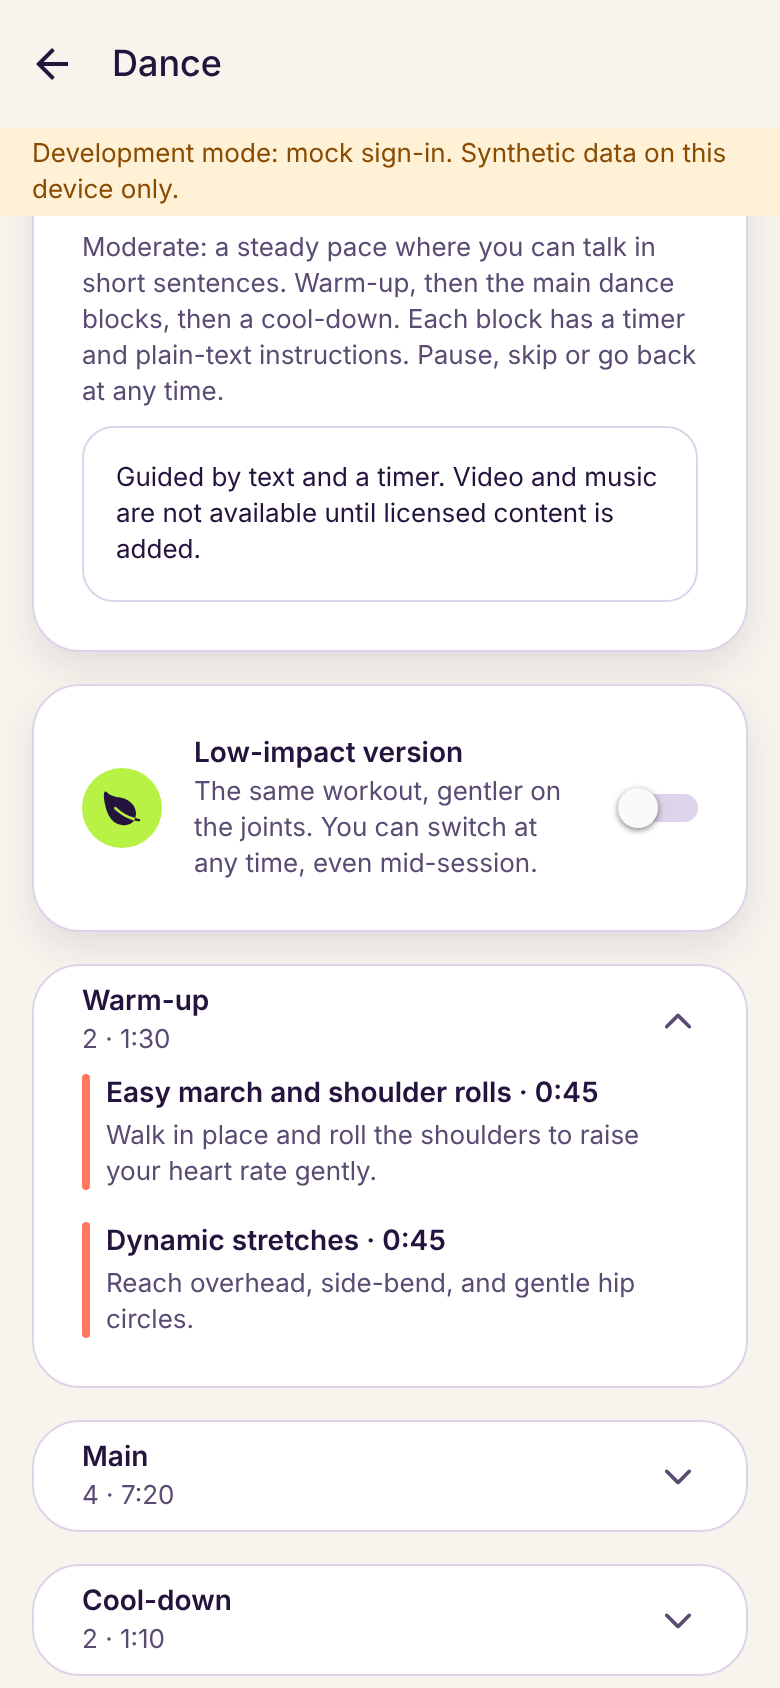 Dance
Development mode: mock sign-in. Synthetic data on this
device only.
Moderate: a steady pace where you can talk in
short sentences. Warm-up, then the main dance
blocks, then a cool-down. Each block has a timer
and plain-text instructions. Pause, skip or go back
at any time.
Guided by text and a timer. Video and music
are not available until licensed content is
added.
Low-impact version
The same workout, gentler on
the joints. You can switch at
any time, even mid-session.
Warm-up
2 · 1:30
Easy march and shoulder rolls · 0:45
Walk in place and roll the shoulders to raise
your heart rate gently.
Dynamic stretches · 0:45
Reach overhead, side-bend, and gentle hip
circles.
Main
4 · 7:20
Cool-down
2 · 1:10